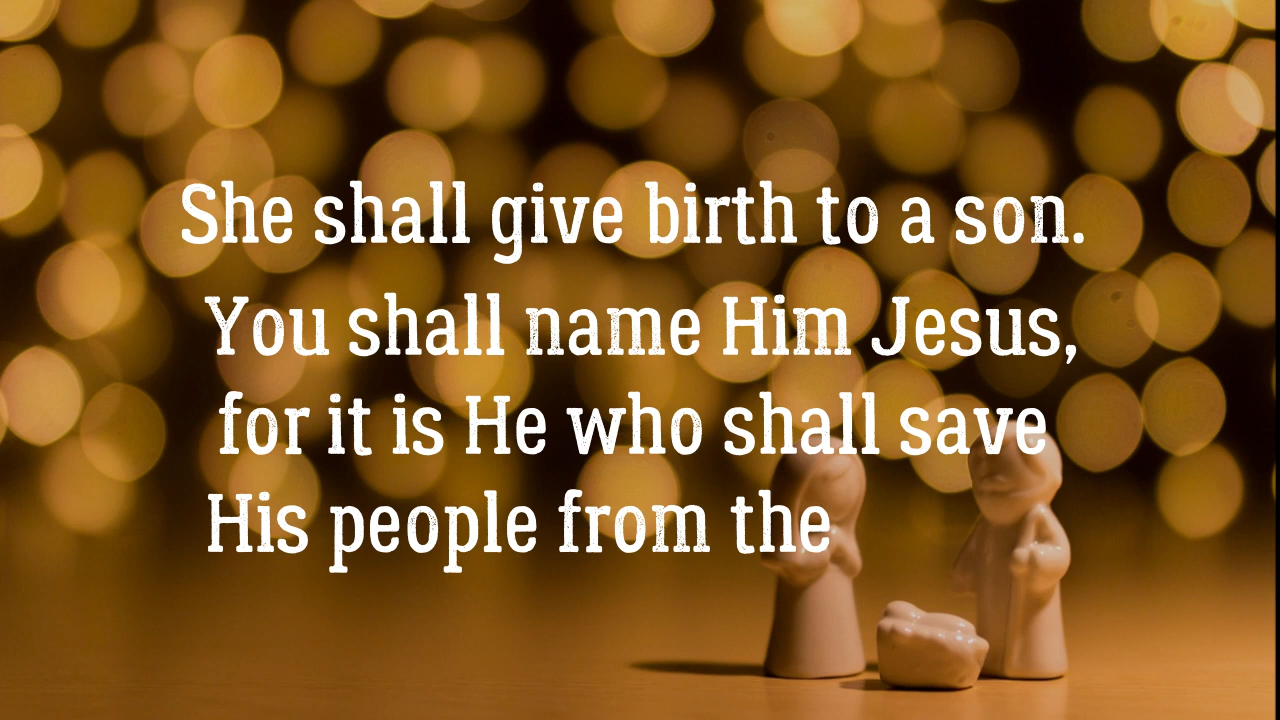 She shall give birth to a son.
You shall name Him Jesus,
for it is He who shall save
His people from the